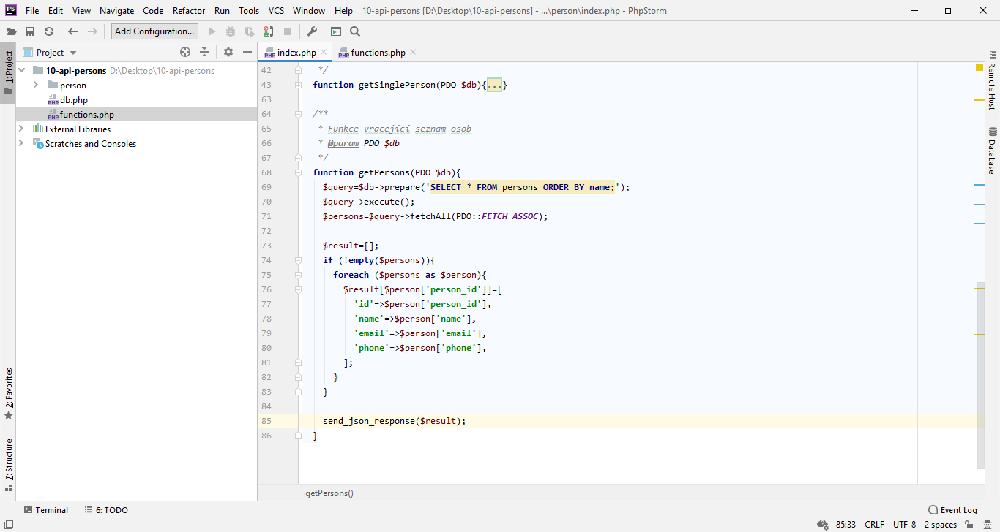 PS File Edit View Navigate Code Refactor Run Tools VCS Window Help 10-api-persons [D:\Desktop\10-api-persons] - ...\person\index.php - PhpStorm
Add Configuration...
1: Project
Project
index.php
functions.php
10-api-persons D:\Desktop\10-api-persons
person
db.php
functions.php
External Libraries
Scratches and Consoles
42 */
43 function getSinglePerson(PDO $db){...}
63
64 /**
65 * Funkce vracející seznam osob
66 * @param PDO $db
67 */
68 function getPersons(PDO $db){
69 $query=$db->prepare('SELECT * FROM persons ORDER BY name;');
70 $query->execute();
71 $persons=$query->fetchAll(PDO::FETCH_ASSOC);
72
73 $result=[];
74 if (!empty($persons)){
75 foreach ($persons as $person){
76 $result[$person['person_id']]=[
77 'id'=>$person['person_id'],
78 'name'=>$person['name'],
79 'email'=>$person['email'],
80 'phone'=>$person['phone'],
81 ];
82 }
83 }
84
85 send_json_response($result);
86 }
getPersons()
2: Favorites
7: Structure
Remote Host
Database
Terminal
6: TODO
Event Log
85:33 CRLF UTF-8 2 spaces